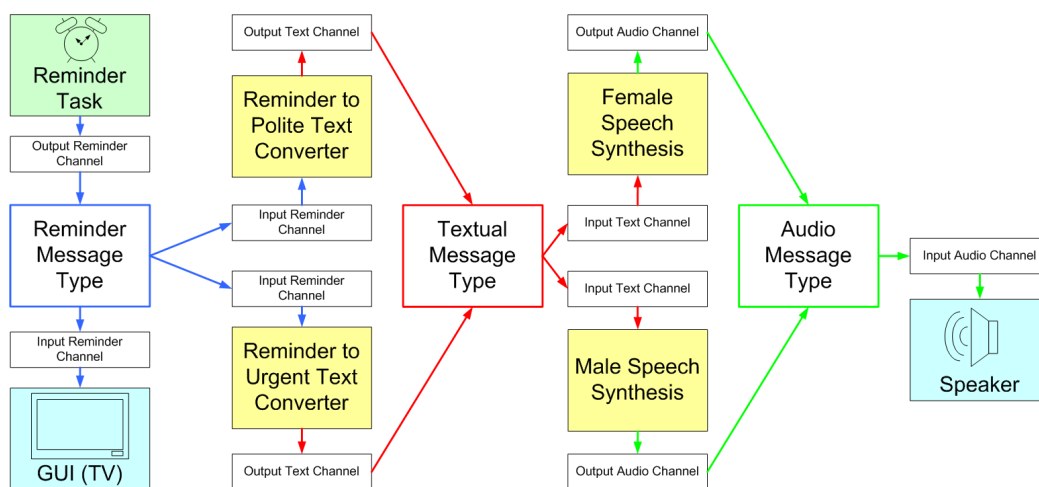 Reminder
Task
Output Reminder
Channel
Reminder
Message
Type
Input Reminder
Channel
GUI (TV)
Output Text Channel
Reminder to
Polite Text
Converter
Input Reminder
Channel
Input Reminder
Channel
Reminder to
Urgent Text
Converter
Output Text Channel
Textual
Message
Type
Output Audio Channel
Female
Speech
Synthesis
Input Text Channel
Input Text Channel
Male Speech
Synthesis
Output Audio Channel
Audio
Message
Type
Input Audio Channel
Speaker